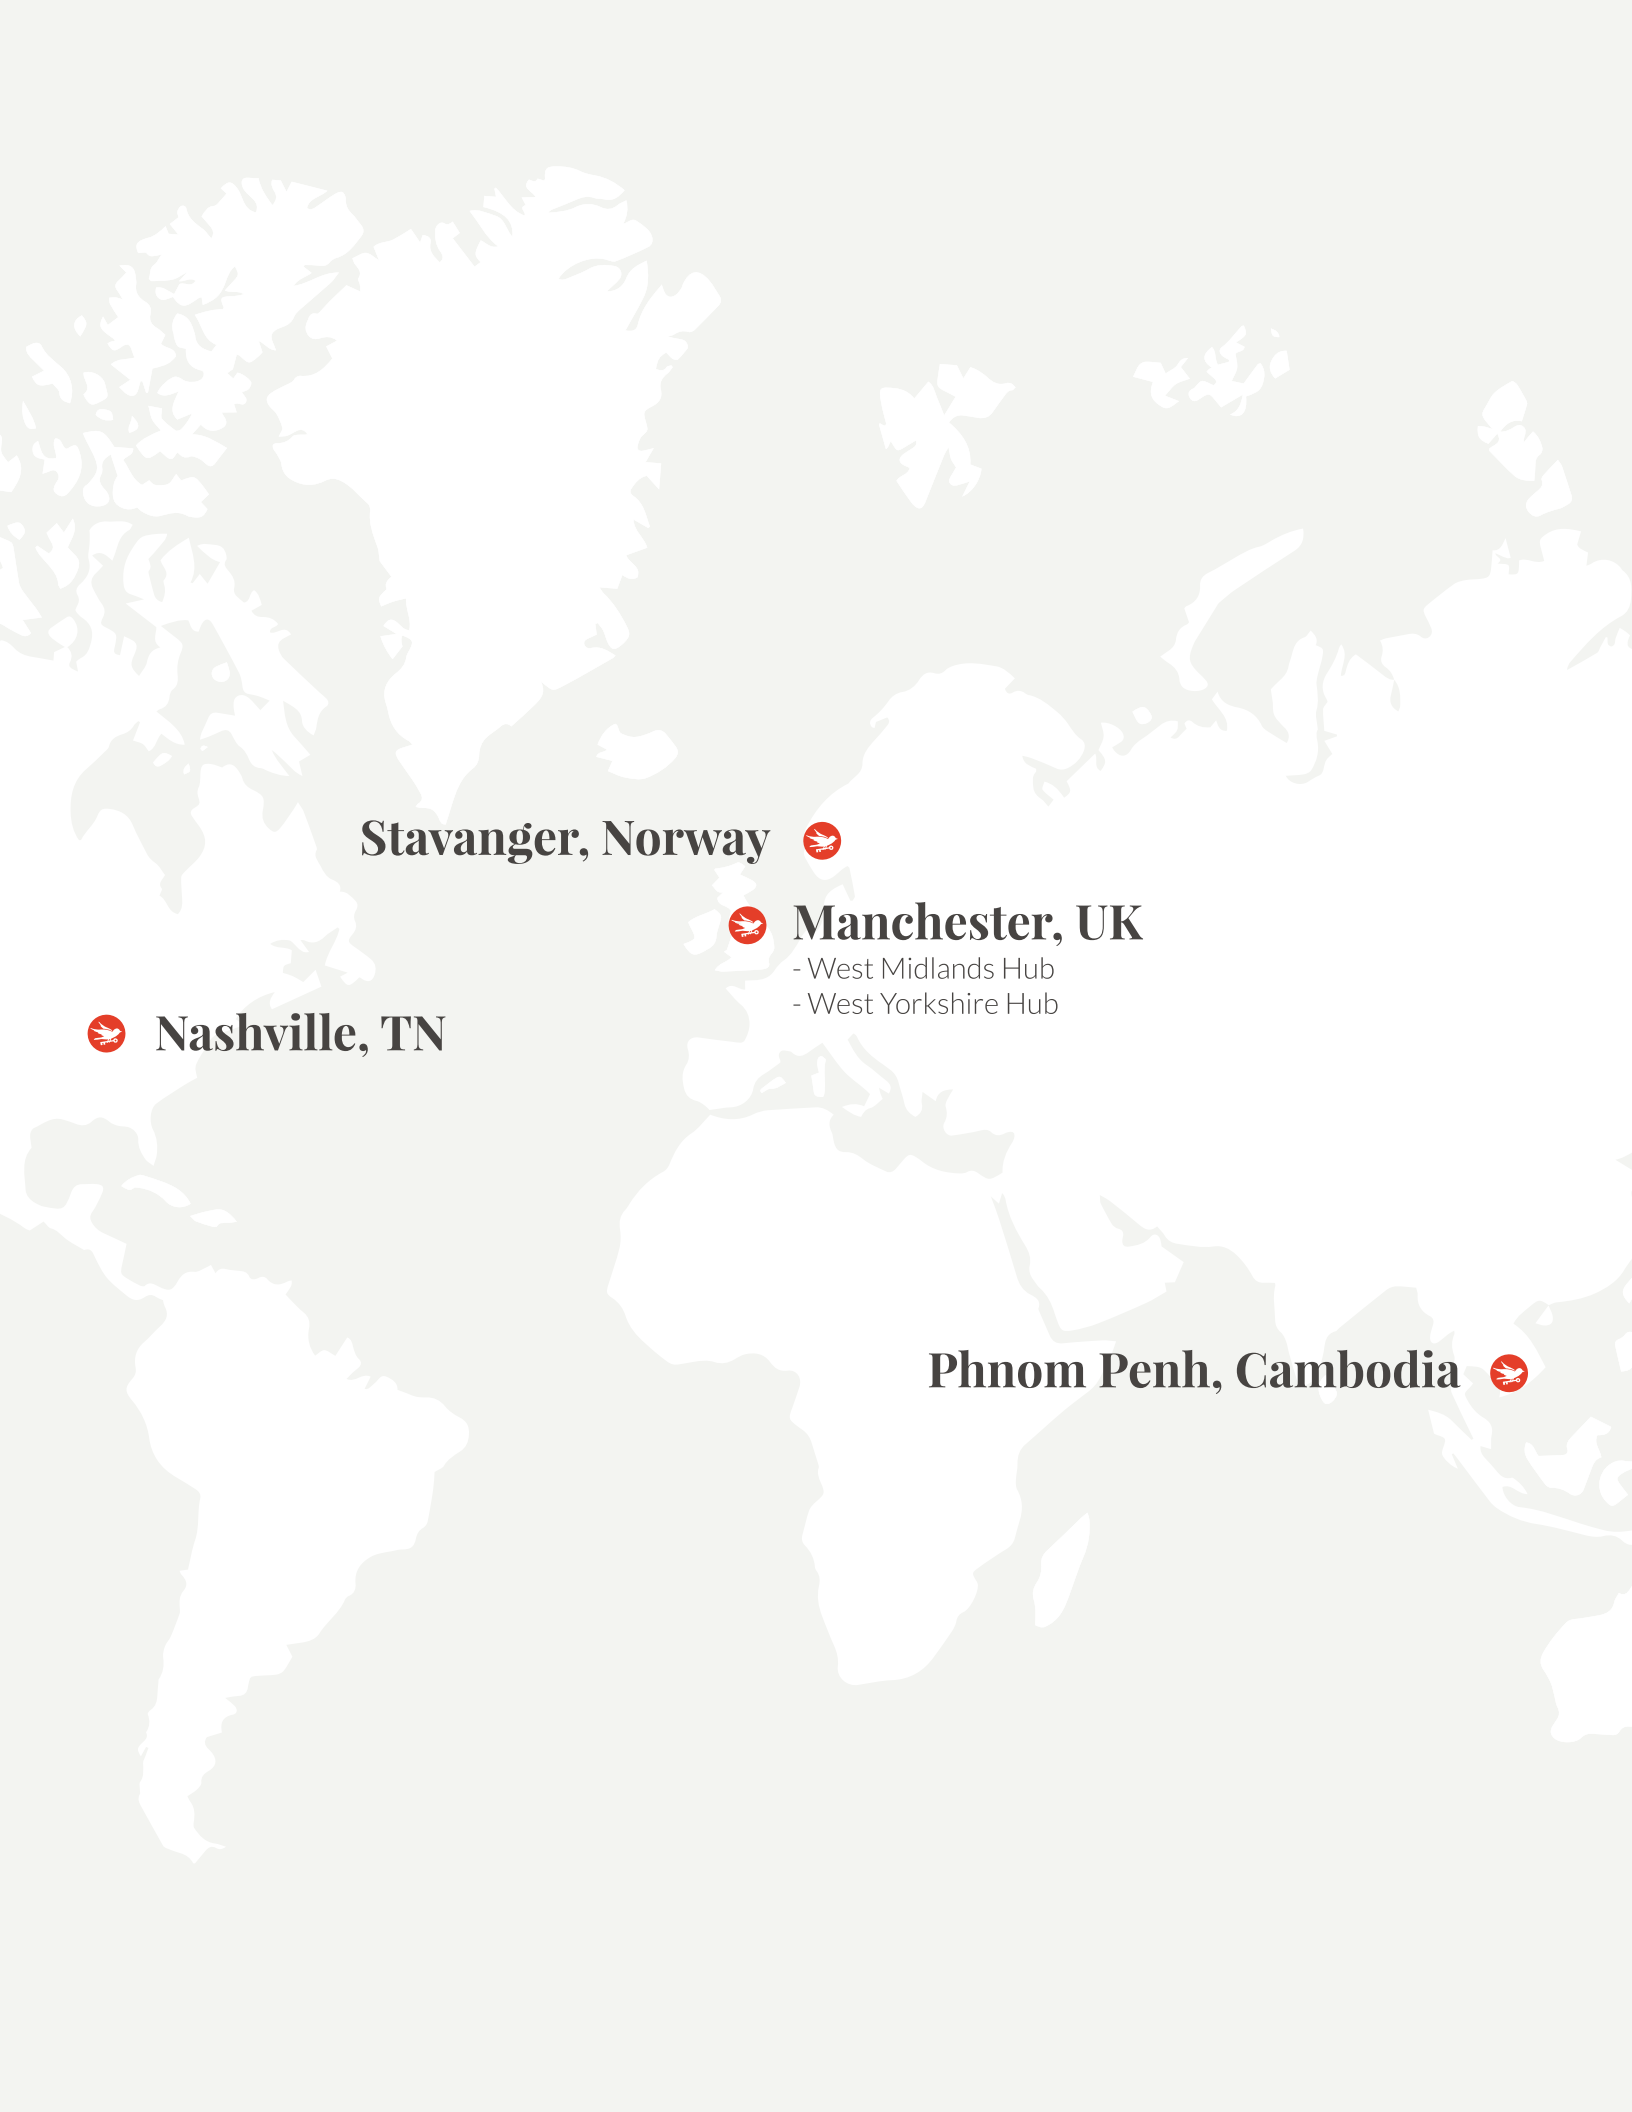 Stavanger, Norway
Manchester, UK
- West Midlands Hub
- West Yorkshire Hub
Nashville, TN
Phnom Penh, Cambodia